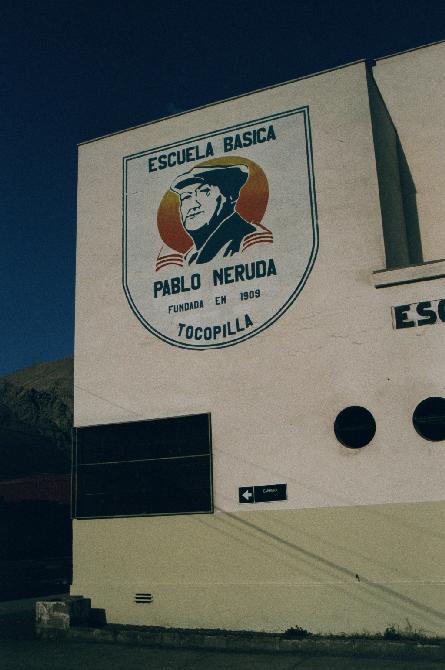 ESCUELA BASICA
PABLO NERUDA
FUNDADA EN 1909
TOCOPILLA
ESC